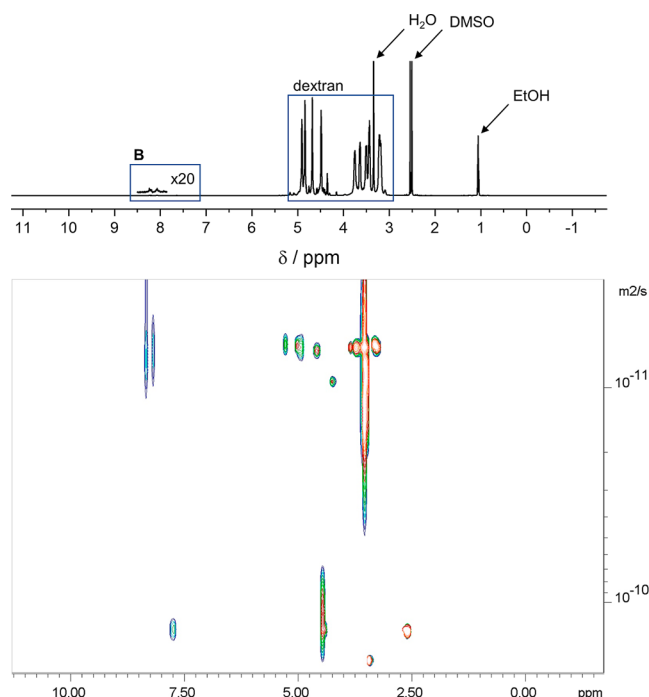 H₂O
DMSO
dextran
EtOH
B
x20
11 10 9 8 7 6 5 4 3 2 1 0 -1
δ / ppm
m2/s
10⁻¹¹
10⁻¹⁰
10.00 7.50 5.00 2.50 0.00 ppm